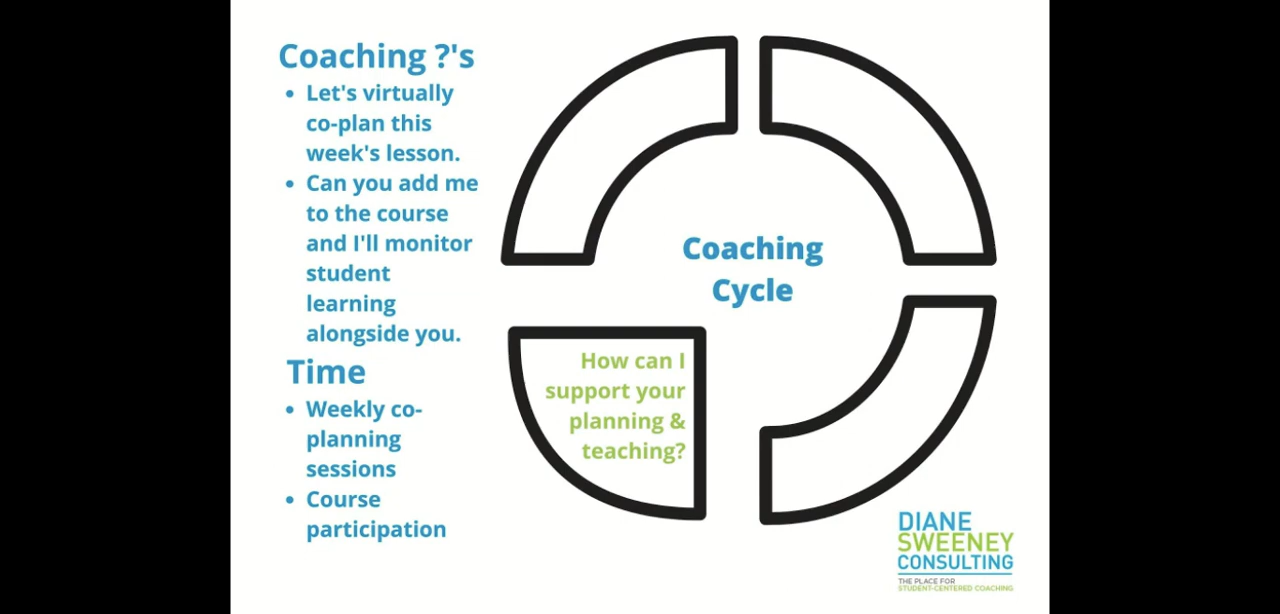 Coaching ?'s
• Let's virtually
co-plan this
week's lesson.
• Can you add me
to the course
and I'll monitor
student
learning
alongside you.
Time
• Weekly co-
planning
sessions
• Course
participation
Coaching
Cycle
How can I
support your
planning &
teaching?
DIANE
SWEENEY
CONSULTING
THE PLACE FOR
STUDENT-CENTERED COACHING